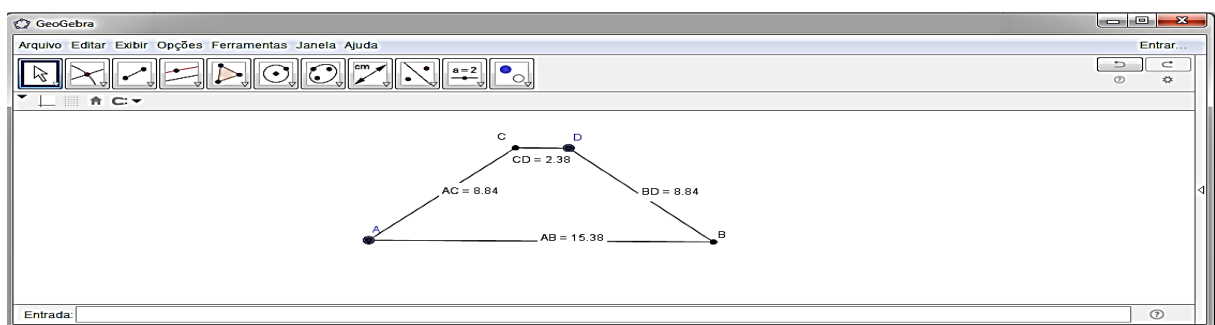 GeoGebra
Arquivo Editar Exibir Opções Ferramentas Janela Ajuda
Entrar...
cm
a=2
C
D
CD = 2.38
AC = 8.84
BD = 8.84
A
AB = 15.38
B
Entrada: